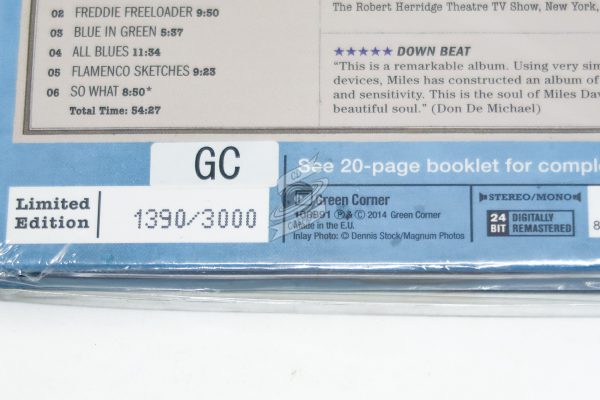 02 FREDDIE FREELOADER 9:50
03 BLUE IN GREEN 5:37
04 ALL BLUES 11:34
05 FLAMENCO SKETCHES 9:23
06 SO WHAT 8:50*
Total Time: 54:27
The Robert Herridge Theatre TV Show, New York,
★★★★★ DOWN BEAT
"This is a remarkable album. Using very sim
devices, Miles has constructed an album of
and sensitivity. This is the soul of Miles Dav
beautiful soul." (Don De Michael)
GC
See 20-page booklet for comple
Limited
Edition
1390/3000
Green Corner
℗ & © 2014 Green Corner
Made in the E.U.
Inlay Photo: © Dennis Stock/Magnum Photos
STEREO/MONO
24 BIT DIGITALLY
REMASTERED
8